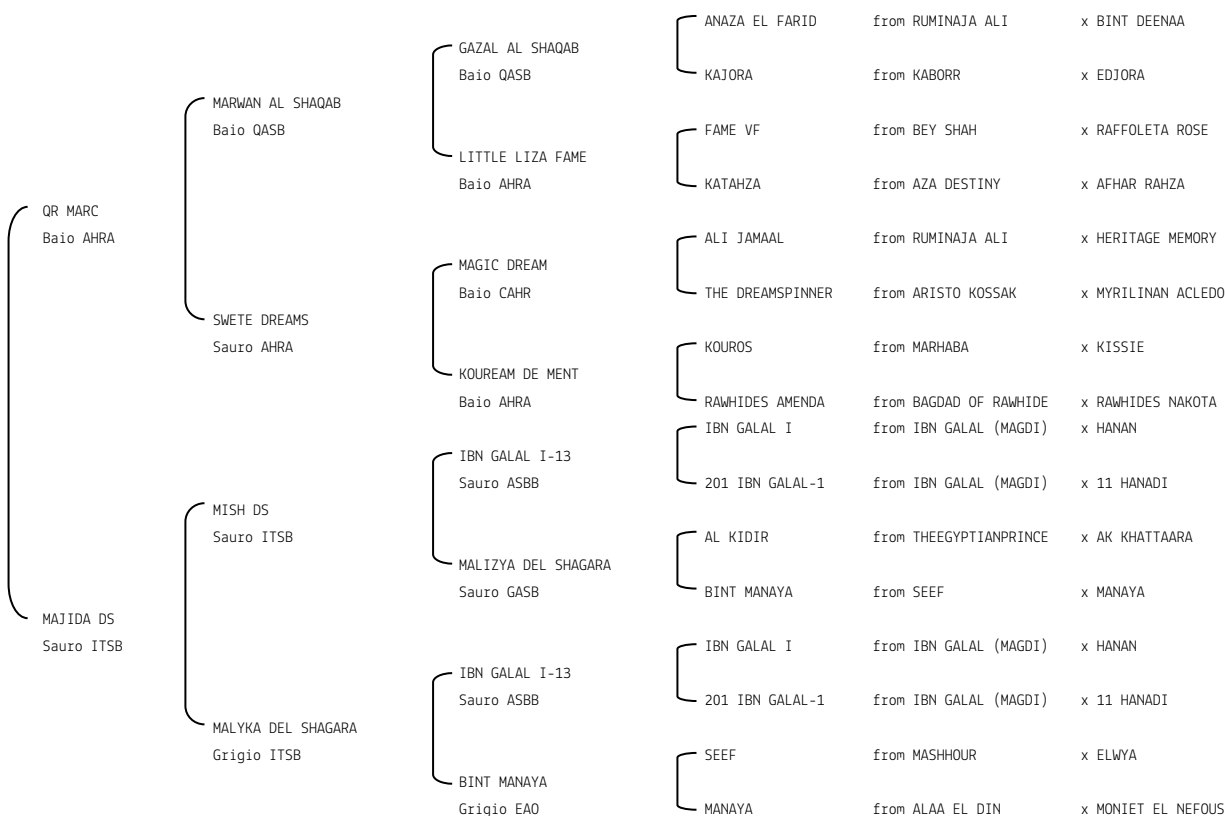 ANAZA EL FARID from RUMINAJA ALI x BINT DEENAA
GAZAL AL SHAQAB
Baio QASB
KAJORA from KABORR x EDJORA
MARWAN AL SHAQAB
Baio QASB
FAME VF from BEY SHAH x RAFFOLETA ROSE
LITTLE LIZA FAME
Baio AHRA
KATAHZA from AZA DESTINY x AFHAR RAHZA
QR MARC
Baio AHRA
ALI JAMAAL from RUMINAJA ALI x HERITAGE MEMORY
MAGIC DREAM
Baio CAHR
THE DREAMSPINNER from ARISTO KOSSAK x MYRILINAN ACLEDO
SWETE DREAMS
Sauro AHRA
KOUROS from MARHABA x KISSIE
KOUREAM DE MENT
Baio AHRA
RAWHIDES AMENDA from BAGDAD OF RAWHIDE x RAWHIDES NAKOTA
IBN GALAL I from IBN GALAL (MAGDI) x HANAN
IBN GALAL I-13
Sauro ASBB
201 IBN GALAL-1 from IBN GALAL (MAGDI) x 11 HANADI
MISH DS
Sauro ITSB
AL KIDIR from THEEGYPTIANPRINCE x AK KHATTAARA
MALIZYA DEL SHAGARA
Sauro GASB
BINT MANAYA from SEEF x MANAYA
MAJIDA DS
Sauro ITSB
IBN GALAL I from IBN GALAL (MAGDI) x HANAN
IBN GALAL I-13
Sauro ASBB
201 IBN GALAL-1 from IBN GALAL (MAGDI) x 11 HANADI
MALYKA DEL SHAGARA
Grigio ITSB
SEEF from MASHHOUR x ELWYA
BINT MANAYA
Grigio EAO
MANAYA from ALAA EL DIN x MONIET EL NEFOUS